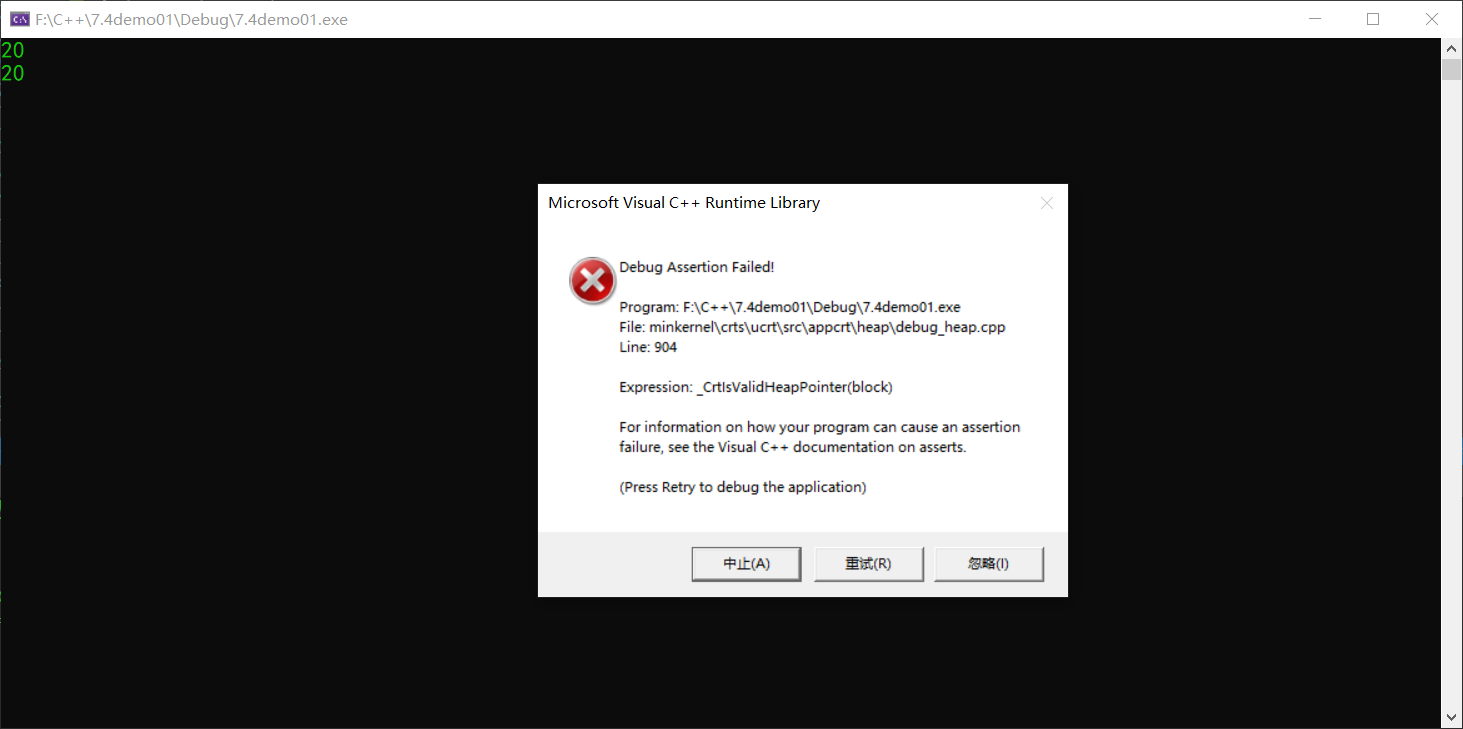 F:\C++\7.4demo01\Debug\7.4demo01.exe
20
20
Microsoft Visual C++ Runtime Library
Debug Assertion Failed!
Program: F:\C++\7.4demo01\Debug\7.4demo01.exe
File: minkernel\crts\ucrt\src\appcrt\heap\debug_heap.cpp
Line: 904
Expression: _CrtIsValidHeapPointer(block)
For information on how your program can cause an assertion
failure, see the Visual C++ documentation on asserts.
(Press Retry to debug the application)
中止(A) 重试(R) 忽略(I)